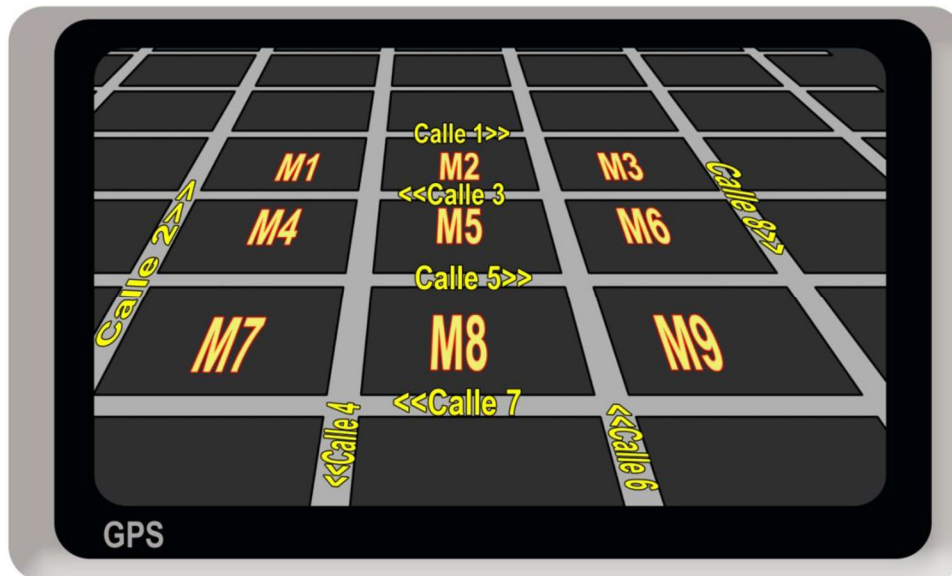 Calle 1>>
M1
M2
M3
<<Calle 3
Calle 2>>
Calle 8>>
M4
M5
M6
Calle 5>>
M7
M8
M9
<<Calle 7
<<Calle 4
<<Calle 6
GPS